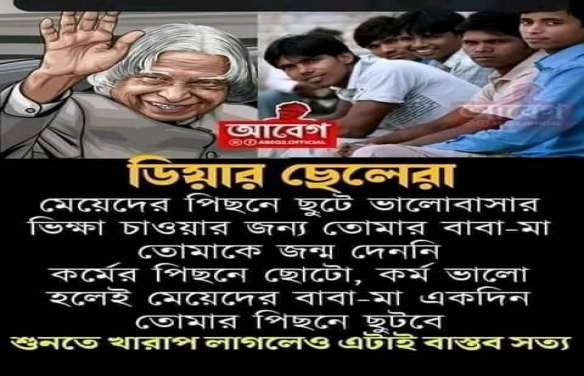 আবেগ
আবেগ
ABEGS.OFFICIAL
ডিয়ার ছেলেরা
মেয়েদের পিছনে ছুটে ভালোবাসার
ভিক্ষা চাওয়ার জন্য তোমার বাবা-মা
তোমাকে জন্ম দেননি
কর্মের পিছনে ছোটো, কর্ম ভালো
হলেই মেয়েদের বাবা-মা একদিন
তোমার পিছনে ছুটবে
শুনতে খারাপ লাগলেও এটাই বাস্তব সত্য